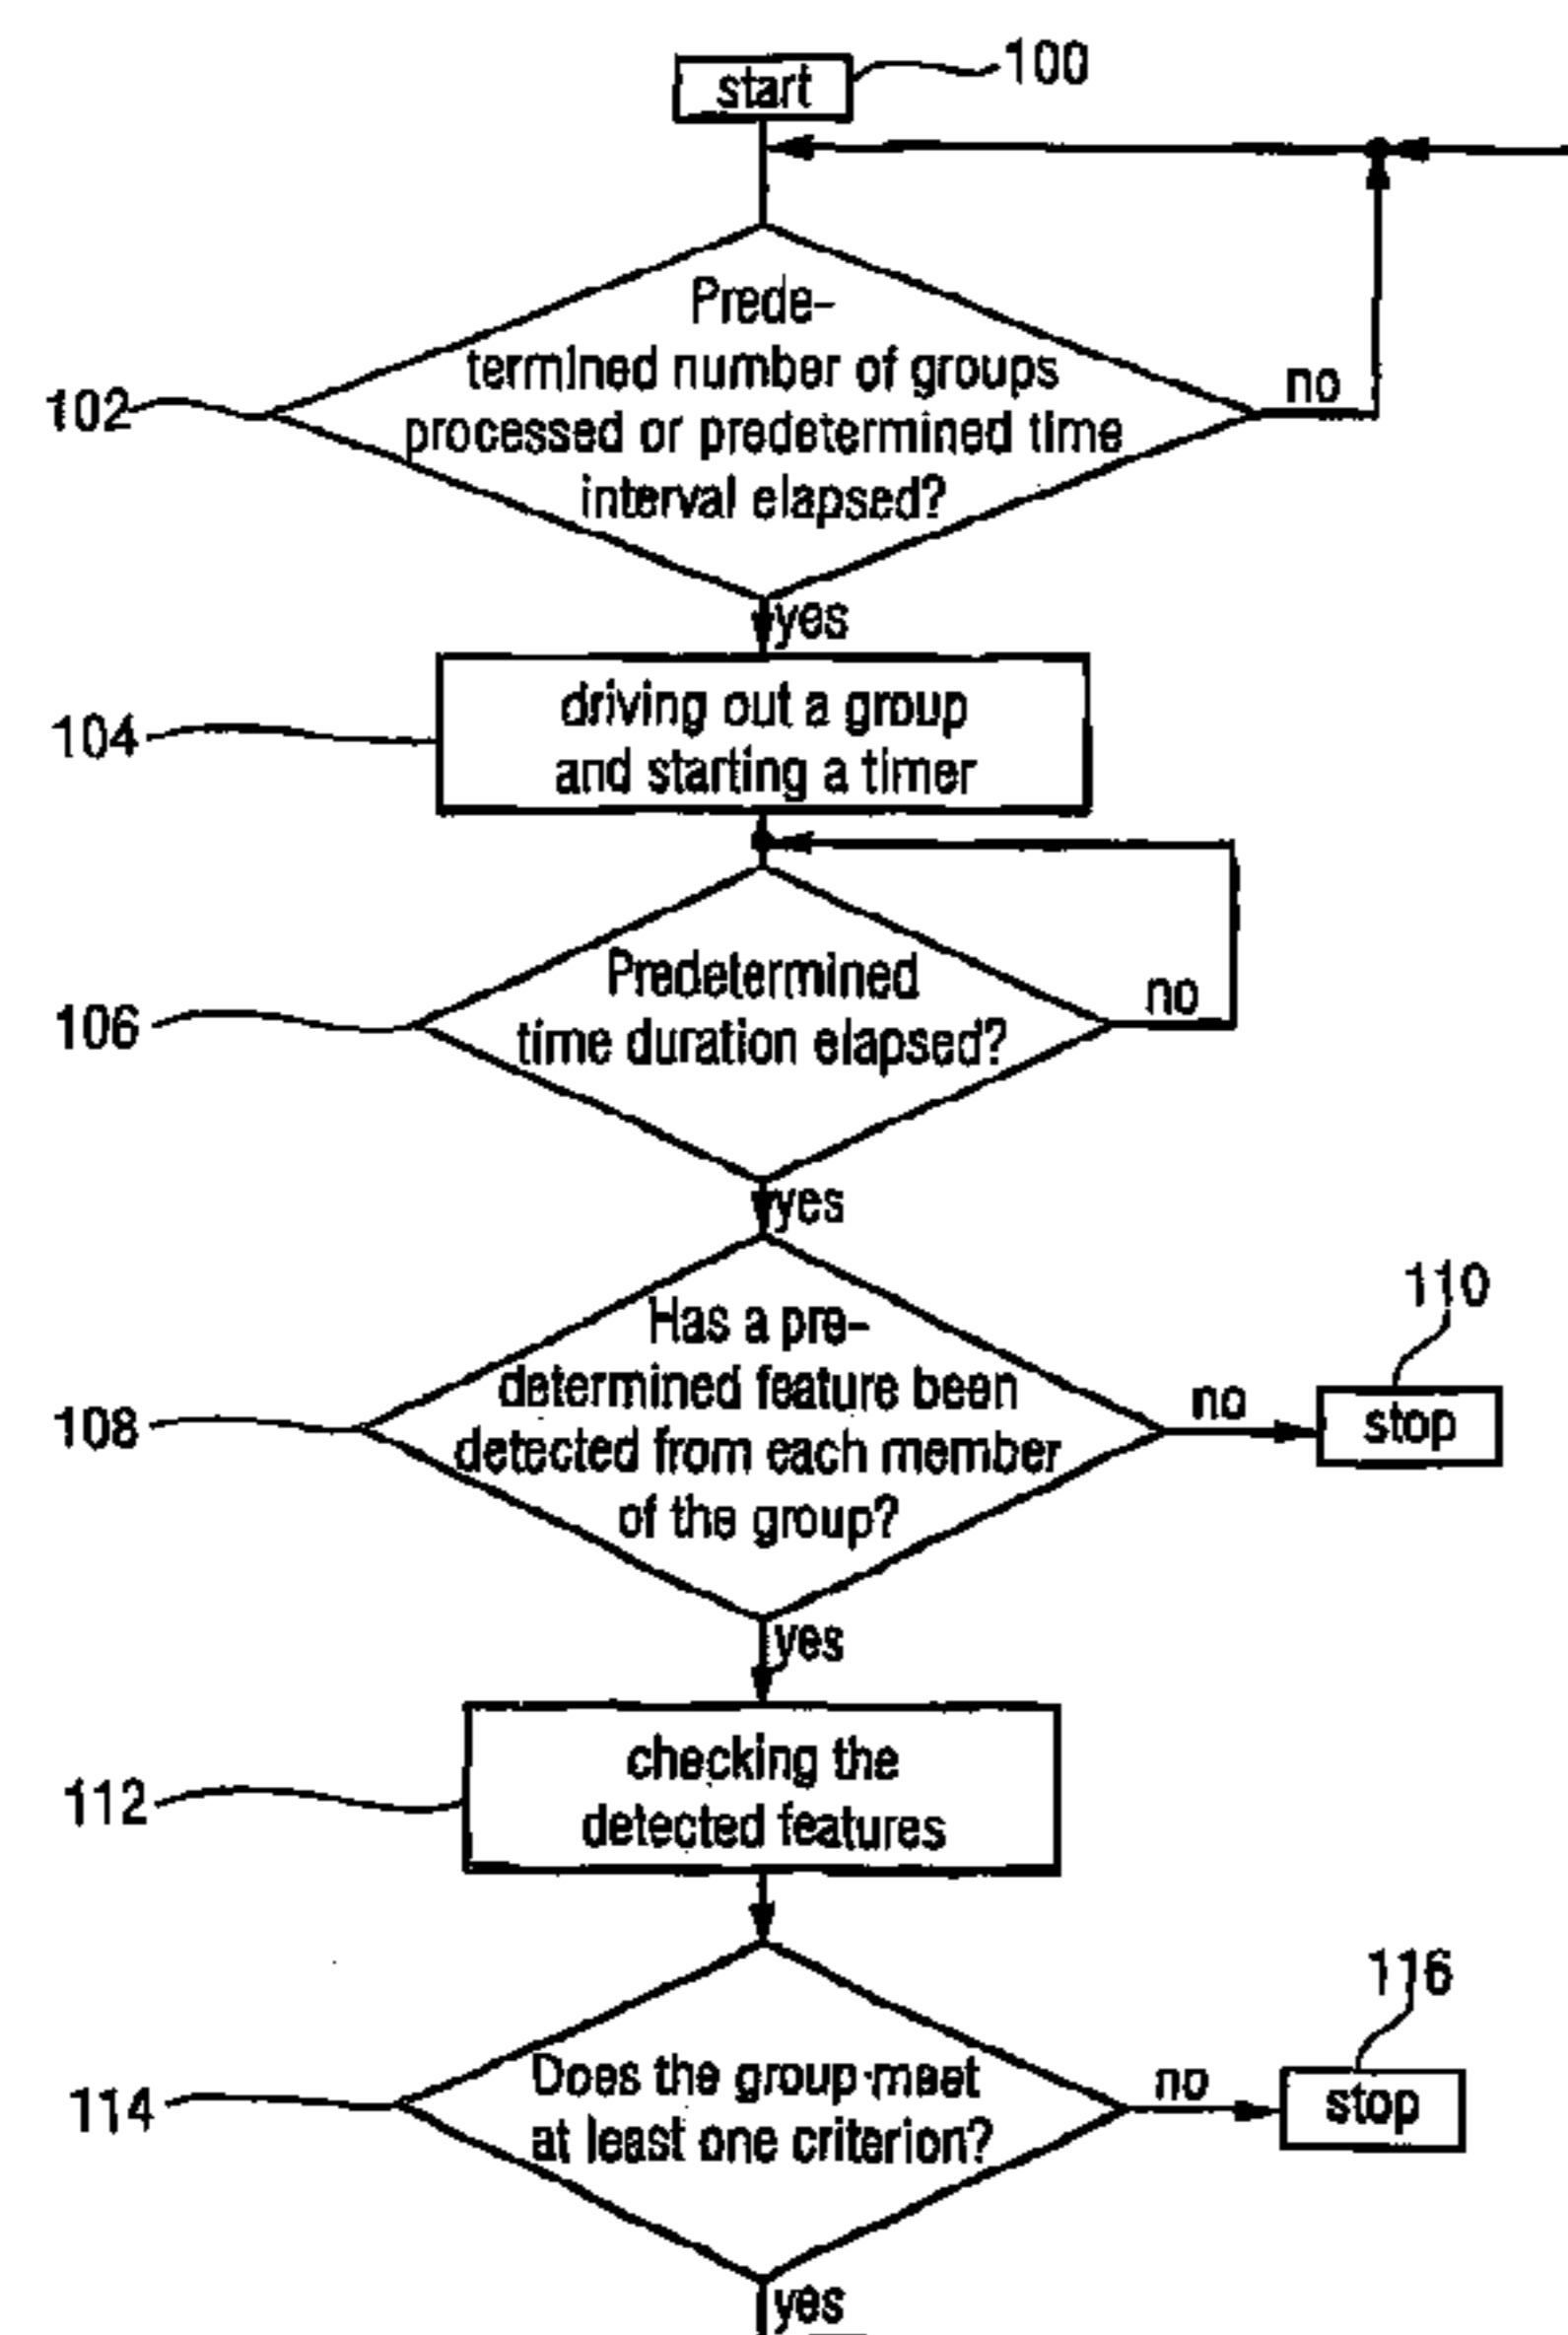 start
100
Prede-
termined number of groups
processed or predetermined time
interval elapsed?
102
no
yes
driving out a group
and starting a timer
104
Predetermined
time duration elapsed?
106
no
yes
Has a pre-
determined feature been
detected from each member
of the group?
108
no
110
stop
yes
checking the
detected features
112
Does the group meet
at least one criterion?
114
no
116
stop
yes